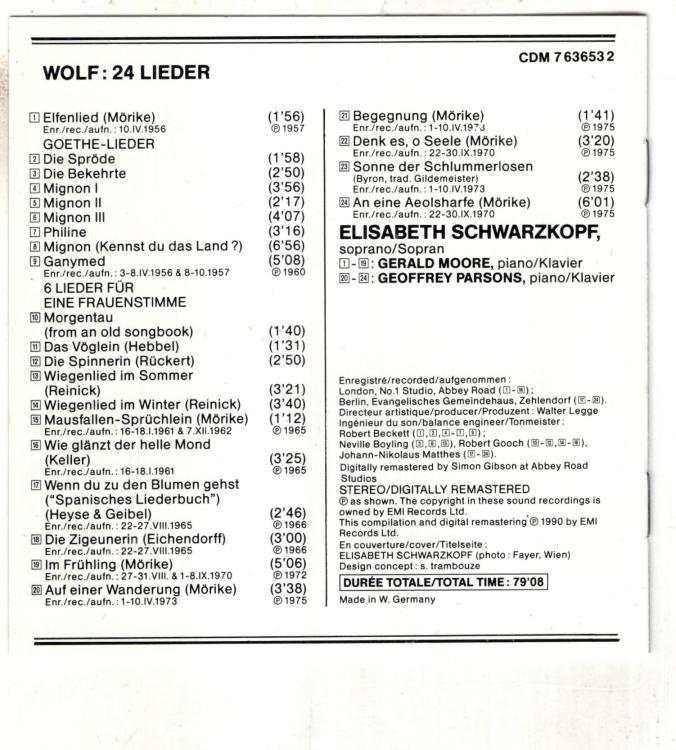 CDM 7 63653 2
WOLF : 24 LIEDER
1 Elfenlied (Mörike) (1'56)
Enr./rec./aufn. : 10.IV.1956 ℗ 1957
GOETHE-LIEDER
2 Die Spröde (1'58)
3 Die Bekehrte (2'50)
4 Mignon I (3'56)
5 Mignon II (2'17)
6 Mignon III (4'07)
7 Philine (3'16)
8 Mignon (Kennst du das Land ?) (6'56)
9 Ganymed (5'08)
Enr./rec./aufn. : 3-8.IV.1956 & 8-10.1957 ℗ 1960
6 LIEDER FÜR
EINE FRAUENSTIMME
10 Morgentau
(from an old songbook) (1'40)
11 Das Vöglein (Hebbel) (1'31)
12 Die Spinnerin (Rückert) (2'50)
13 Wiegenlied im Sommer
(Reinick) (3'21)
14 Wiegenlied im Winter (Reinick) (3'40)
15 Mausfallen-Sprüchlein (Mörike) (1'12)
Enr./rec./aufn. : 16-18.I.1961 & 7.XII.1962 ℗ 1965
16 Wie glänzt der helle Mond
(Keller) (3'25)
Enr./rec./aufn. : 16-18.I.1961 ℗ 1965
17 Wenn du zu den Blumen gehst
("Spanisches Liederbuch")
(Heyse & Geibel) (2'46)
Enr./rec./aufn. : 22-27.VIII.1965 ℗ 1966
18 Die Zigeunerin (Eichendorff) (3'00)
Enr./rec./aufn. : 22-27.VIII.1965 ℗ 1966
19 Im Frühling (Mörike) (5'06)
Enr./rec./aufn. : 27-31.VIII. & 1-8.IX.1970 ℗ 1972
20 Auf einer Wanderung (Mörike) (3'38)
Enr./rec./aufn. : 1-10.IV.1973 ℗ 1975
21 Begegnung (Mörike) (1'41)
Enr./rec./aufn. : 1-10.IV.1973 ℗ 1975
22 Denk es, o Seele (Mörike) (3'20)
Enr./rec./aufn. : 22-30.IX.1970 ℗ 1975
23 Sonne der Schlummerlosen
(Byron, trad. Gildemeister) (2'38)
Enr./rec./aufn. : 1-10.IV.1973 ℗ 1975
24 An eine Aeolsharfe (Mörike) (6'01)
Enr./rec./aufn. : 22-30.IX.1970 ℗ 1975
ELISABETH SCHWARZKOPF,
soprano/Sopran
1 - 19 : GERALD MOORE, piano/Klavier
20 - 24 : GEOFFREY PARSONS, piano/Klavier
Enregistré/recorded/aufgenommen :
London, No.1 Studio, Abbey Road (1 - 16) ;
Berlin, Evangelisches Gemeindehaus, Zehlendorf (17 - 24).
Directeur artistique/producer/Produzent : Walter Legge
Ingénieur du son/balance engineer/Tonmeister :
Robert Beckett
Neville Boyling
Robert Gooch
Johann-Nikolaus Matthes (17 - 24).
Digitally remastered by Simon Gibson at Abbey Road
Studios
STEREO/DIGITALLY REMASTERED
℗ as shown. The copyright in these sound recordings is
owned by EMI Records Ltd.
This compilation and digital remastering ℗ 1990 by EMI
Records Ltd.
En couverture/cover/Titelseite :
ELISABETH SCHWARZKOPF (photo : Fayer, Wien)
Design concept : s. trambouze
DURÉE TOTALE/TOTAL TIME : 79'08
Made in W. Germany